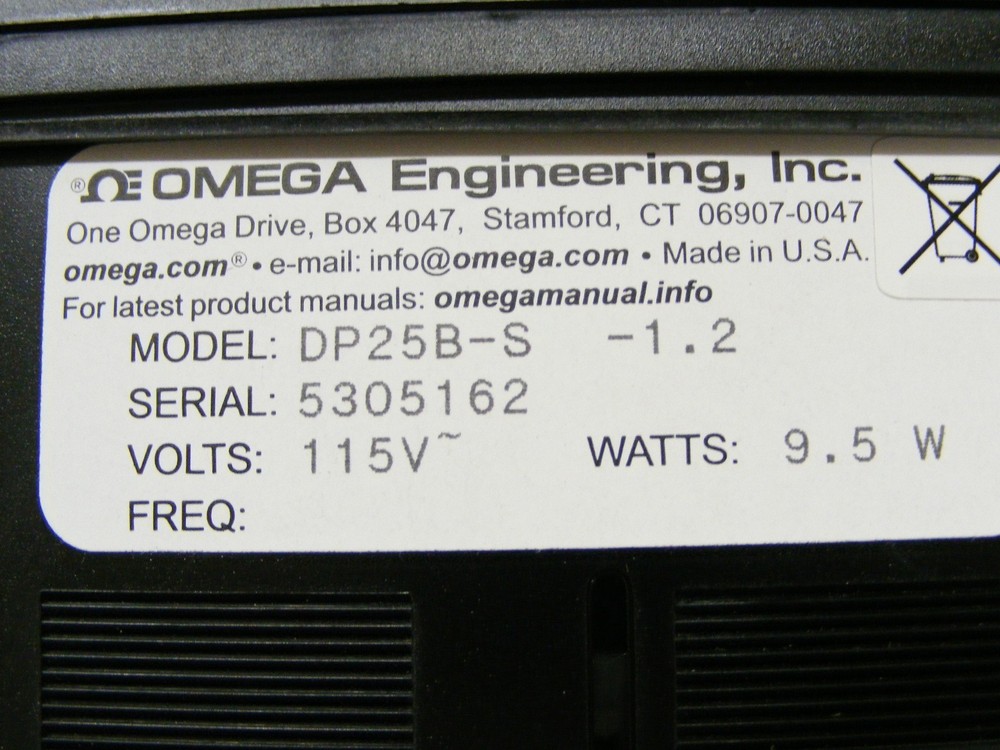 ®ΩE OMEGA Engineering, Inc.
One Omega Drive, Box 4047, Stamford, CT 06907-0047
omega.com® • e-mail: info@omega.com • Made in U.S.A.
For latest product manuals: omegamanual.info
MODEL: DP25B-S -1.2
SERIAL: 5305162
VOLTS: 115V~ WATTS: 9.5 W
FREQ: